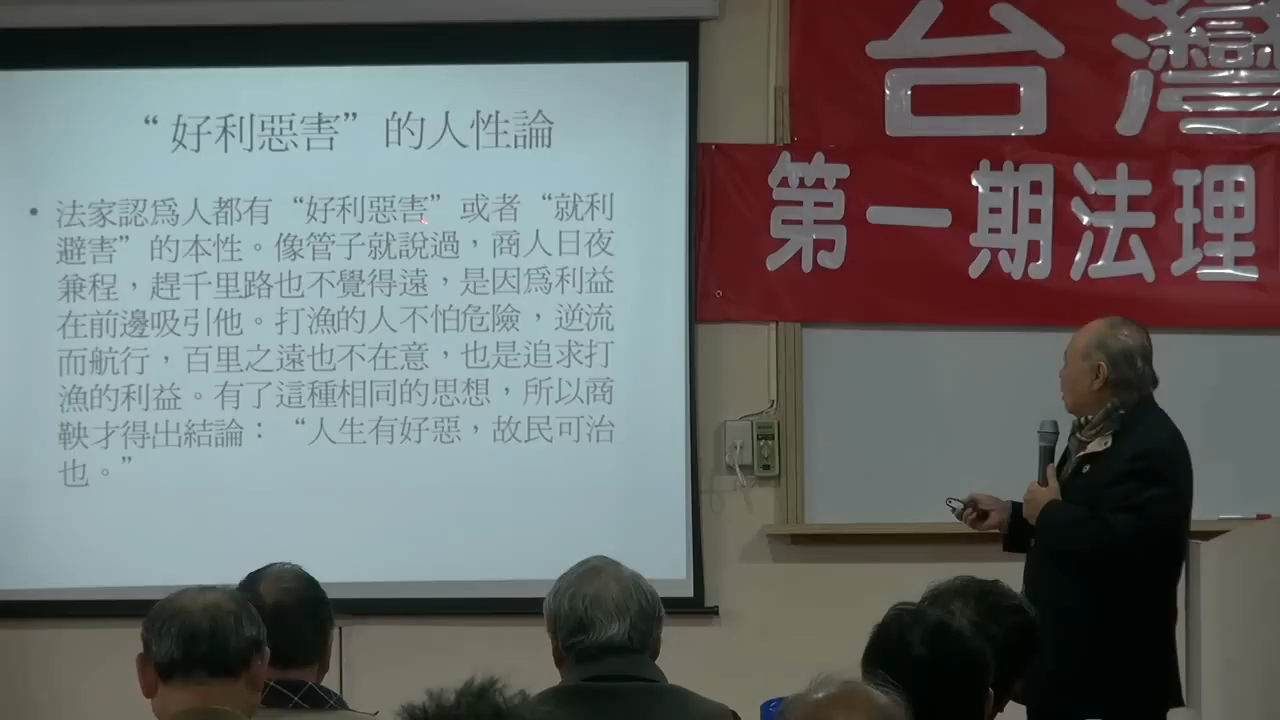 “好利惡害”的人性論
• 法家認爲人都有“好利惡害”或者“就利
避害”的本性。像管子就說過，商人日夜
兼程，趕千里路也不覺得遠，是因爲利益
在前邊吸引他。打漁的人不怕危險，逆流
而航行，百里之遠也不在意，也是追求打
漁的利益。有了這種相同的思想，所以商
鞅才得出結論：“人生有好惡，故民可治
也。”
台灣
第一期法理